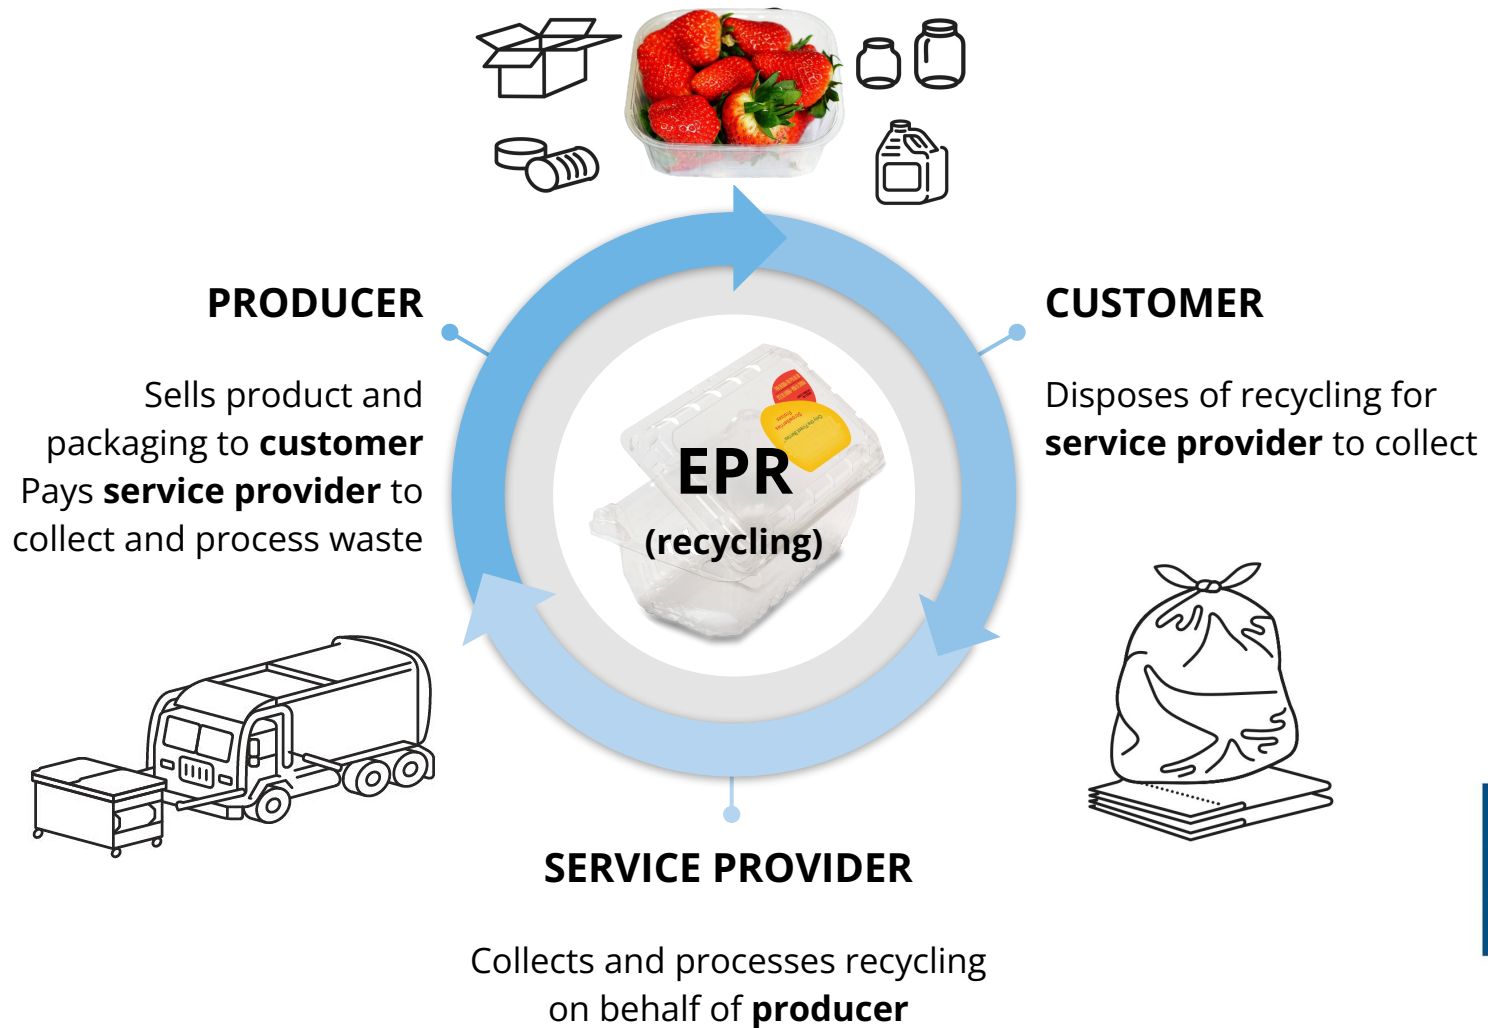 PRODUCER
Sells product and
packaging to customer
Pays service provider to
collect and process waste
CUSTOMER
Disposes of recycling for
service provider to collect
EPR
(recycling)
SERVICE PROVIDER
Collects and processes recycling
on behalf of producer